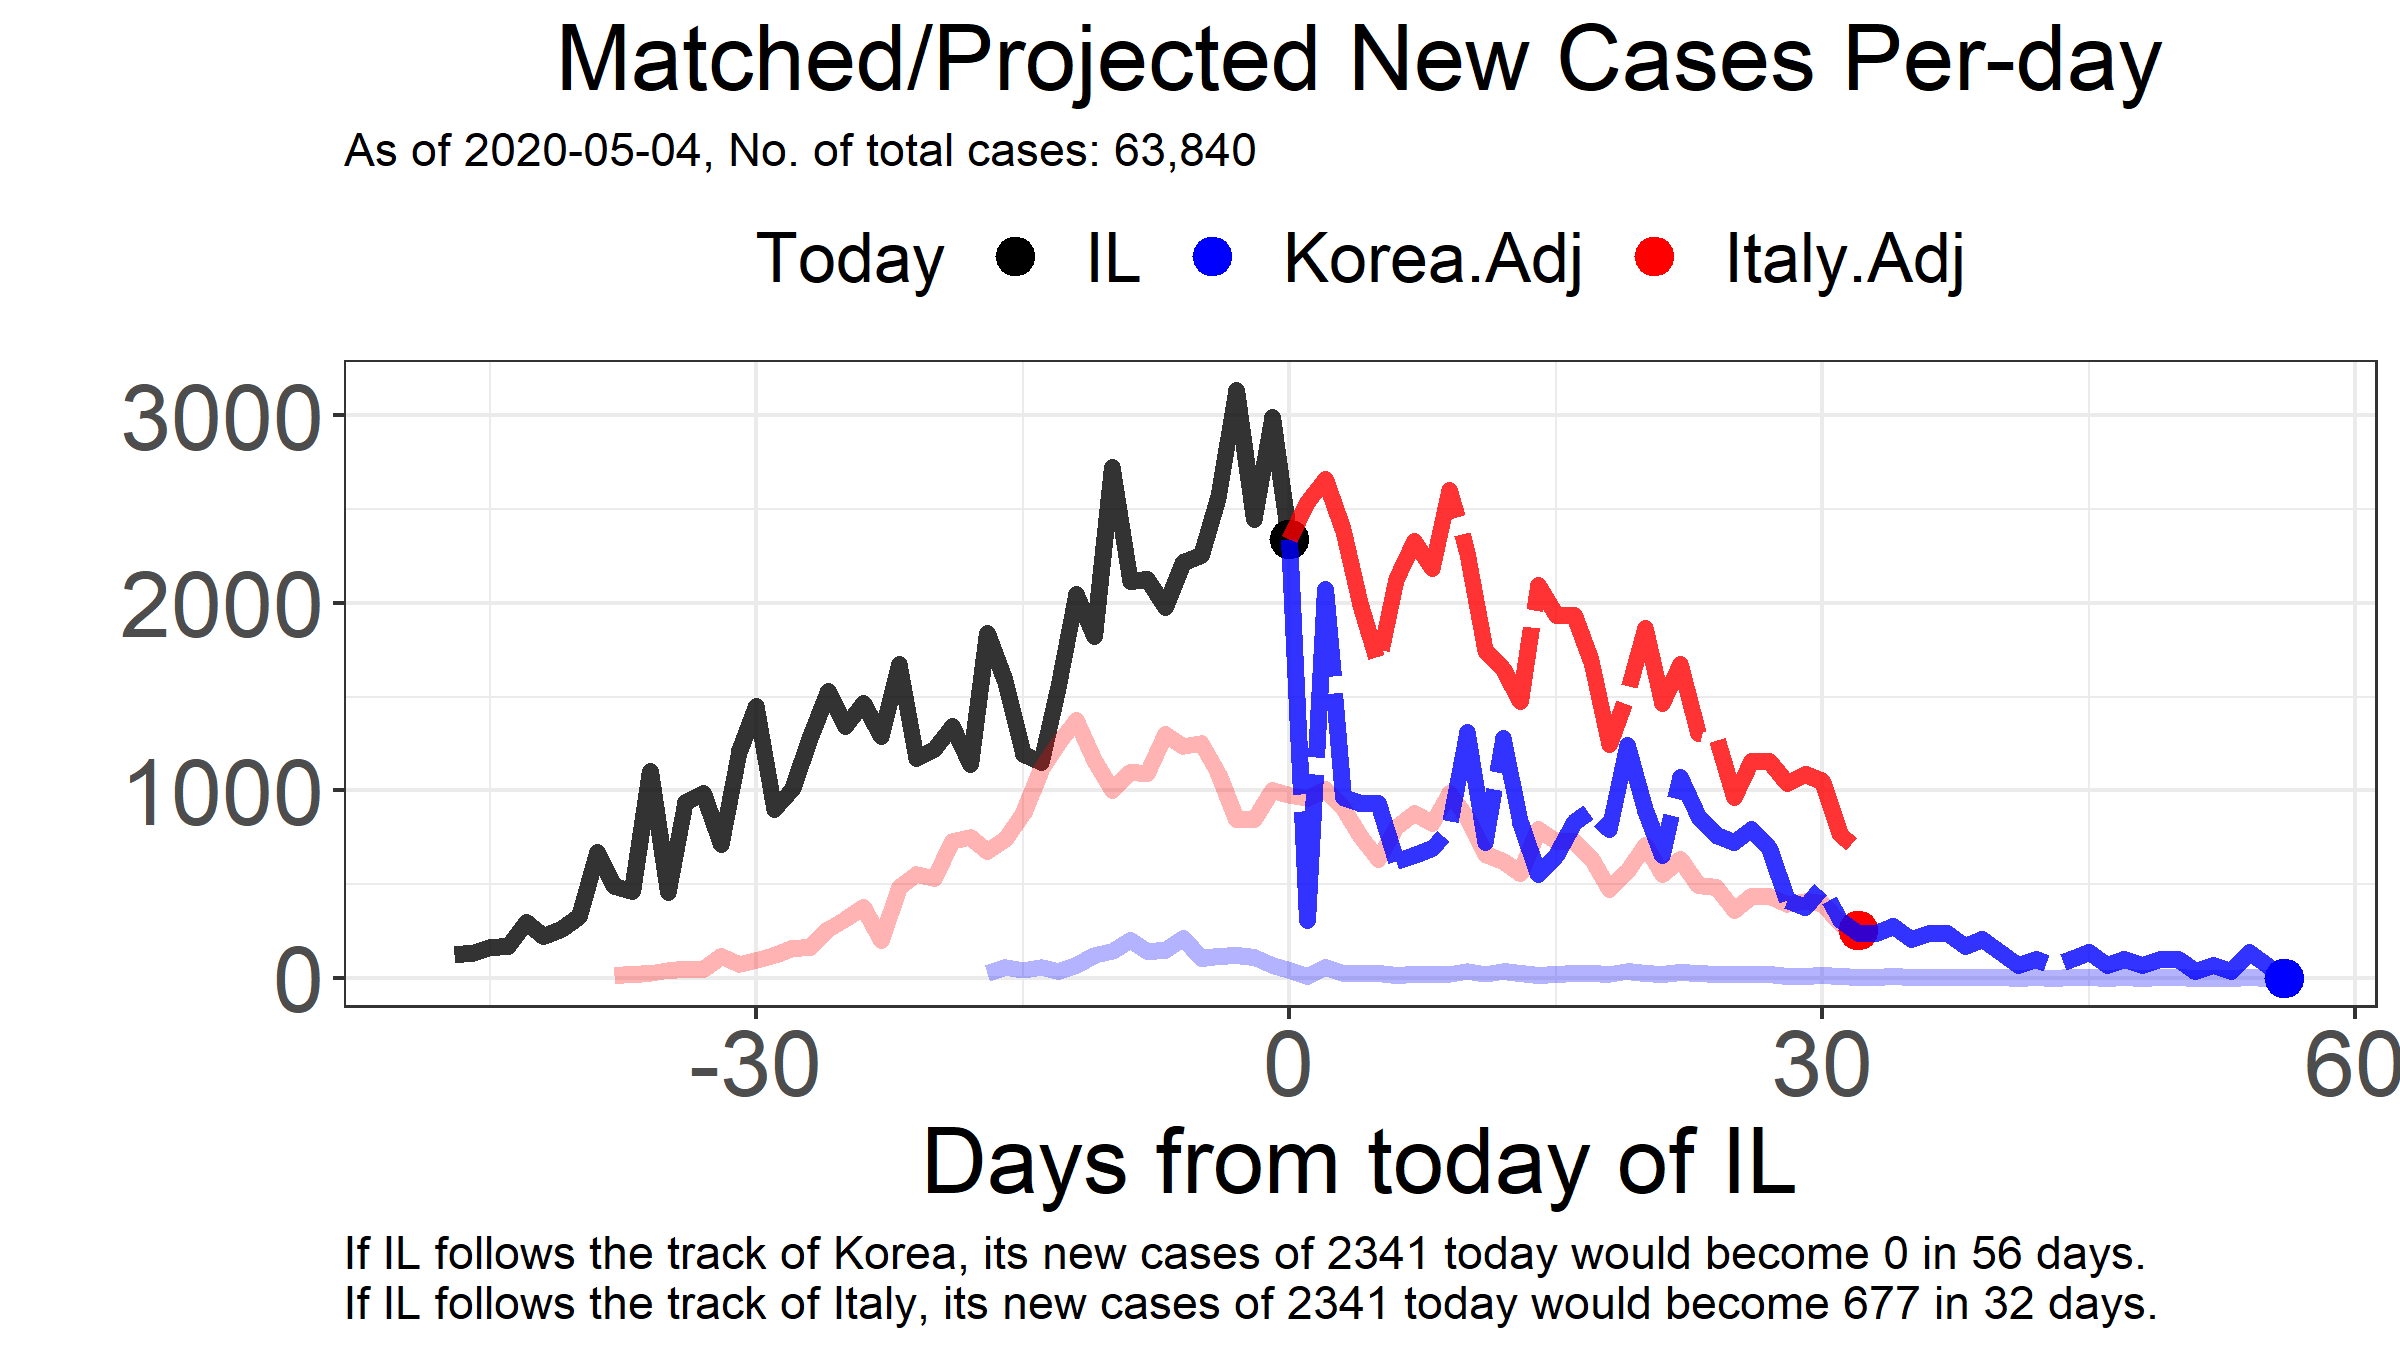 Matched/Projected New Cases Per-day
As of 2020-05-04, No. of total cases: 63,840
Today IL Korea.Adj Italy.Adj
3000
2000
1000
0
-30 0 30 60
Days from today of IL
If IL follows the track of Korea, its new cases of 2341 today would become 0 in 56 days.
If IL follows the track of Italy, its new cases of 2341 today would become 677 in 32 days.